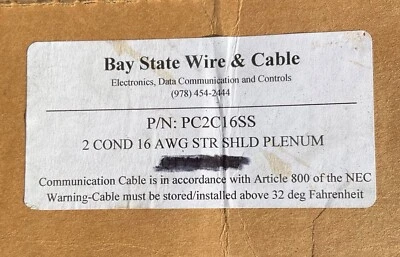 Bay State Wire & Cable
Electronics, Data Communication and Controls
(978) 454-2444
P/N: PC2C16SS
2 COND 16 AWG STR SHLD PLENUM
Communication Cable is in accordance with Article 800 of the NEC
Warning-Cable must be stored/installed above 32 deg Fahrenheit